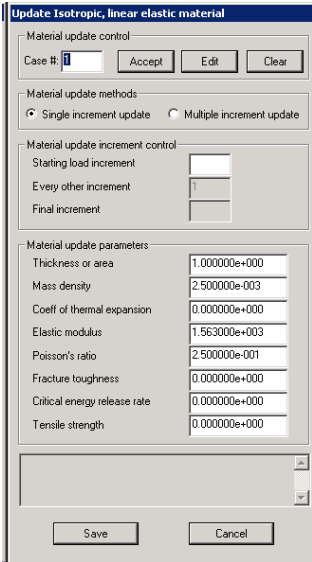 Update Isotropic, linear elastic material
Material update control
Case #: 1 Accept Edit Clear
Material update methods
Single increment update Multiple increment update
Material update increment control
Starting load increment
Every other increment 1
Final increment
Material update parameters
Thickness or area 1.000000e+000
Mass density 2.500000e-003
Coeff of thermal expansion 0.000000e+000
Elastic modulus 1.563000e+003
Poisson's ratio 2.500000e-001
Fracture toughness 0.000000e+000
Critical energy release rate 0.000000e+000
Tensile strength 0.000000e+000
Save Cancel